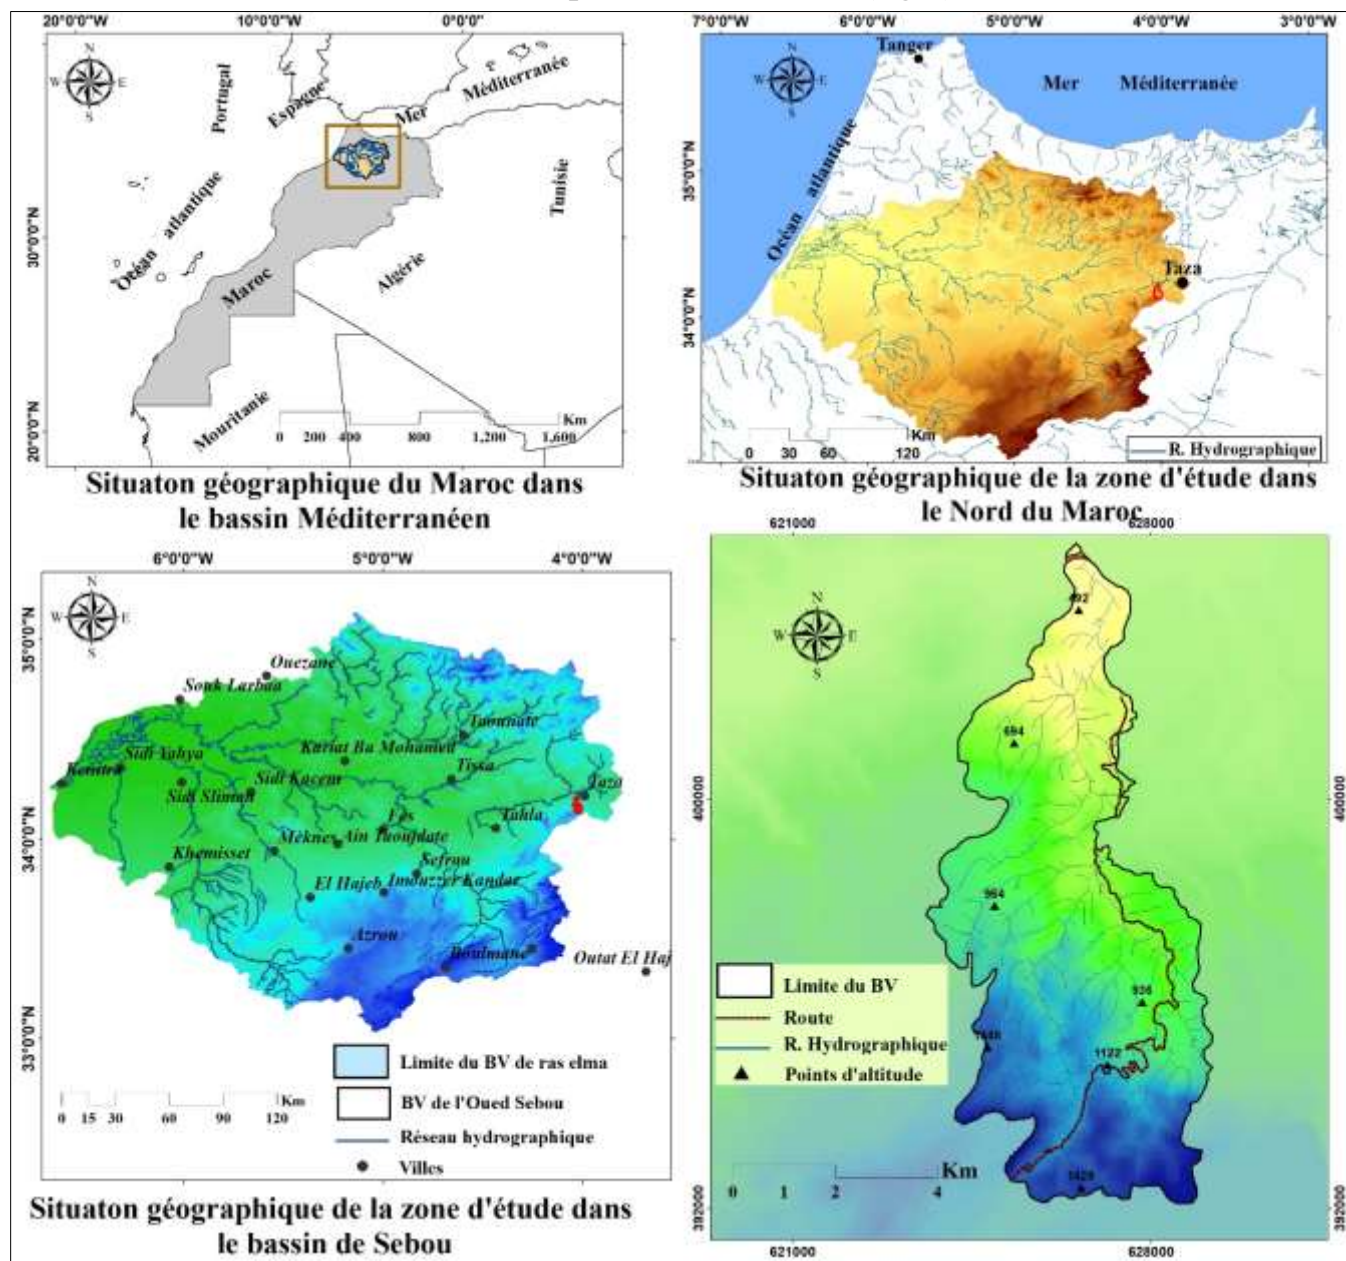 20°0'0"W
10°0'0"W
0°0'0"
N
W
E
S
Portugal
Espagne
Mer
Méditerranée
Océan
atlantique
Maroc
Algérie
Tunisie
Mauritanie
30°0'0"N
20°0'0"N
Km
0 200 400 800 1,200 1,600
Situaton géographique du Maroc dans
le bassin Méditerranéen
7°0'0"W
6°0'0"W
5°0'0"W
4°0'0"W
3°0'0"W
Tanger
N
W
E
S
Mer Méditerranée
Océan atlantique
Taza
35°0'0"N
34°0'0"N
Km
0 30 60 120
R. Hydrographique
Situaton géographique de la zone d'étude dans
le Nord du Maroc
6°0'0"W
5°0'0"W
4°0'0"W
N
W
E
S
35°0'0"N
34°0'0"N
33°0'0"N
Ouezane
Souk Larbaa
Taounate
Kariat Ba Mohamed
Sidi Yahya
Kenitra
Sidi Kacem
Tissa
Sidi Sliman
Taza
Fes
Tahla
Meknes
Ain Taoujdate
Khemisset
Sefrou
El Hajeb
Imouzzer Kandar
Azrou
Boulmane
Outat El Haj
Limite du BV de ras elma
BV de l'Oued Sebou
Réseau hydrographique
Villes
Km
0 15 30 60 90 120
Situaton géographique de la zone d'étude dans
le bassin de Sebou
621000
628000
N
W
E
S
492
694
964
936
1122
400000
400000
392000
392000
Limite du BV
Route
R. Hydrographique
Points d'altitude
Km
0 1 2 4
621000
628000